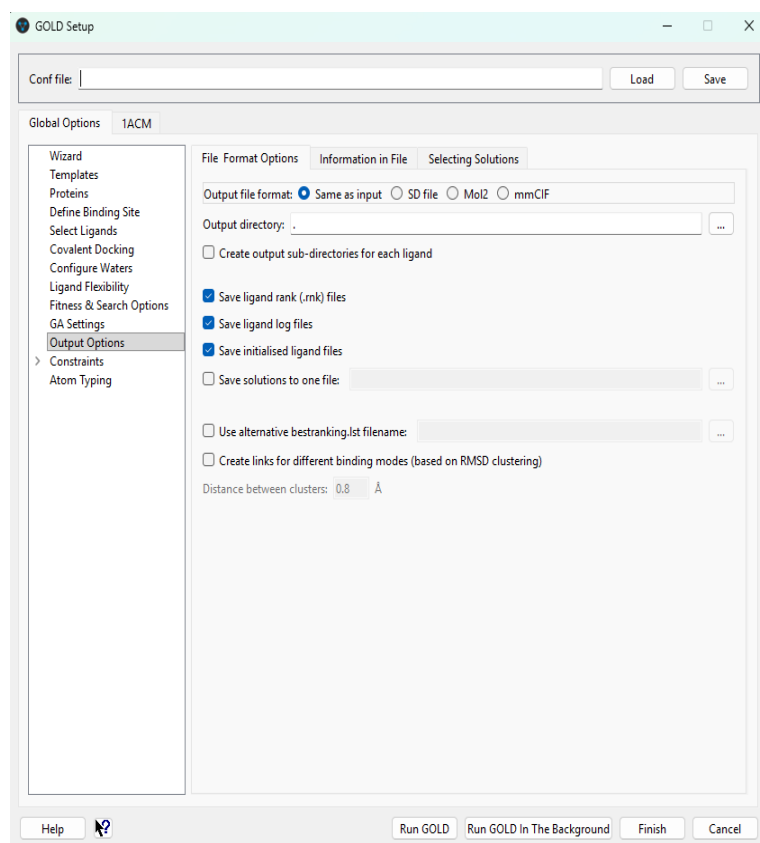 GOLD Setup
Conf file: Load Save
Global Options 1ACM
Wizard
Templates
Proteins
Define Binding Site
Select Ligands
Covalent Docking
Configure Waters
Ligand Flexibility
Fitness & Search Options
GA Settings
Output Options
Constraints
Atom Typing
File Format Options Information in File Selecting Solutions
Output file format: Same as input SD file Mol2 mmCIF
Output directory: . ...
Create output sub-directories for each ligand
Save ligand rank (.rnk) files
Save ligand log files
Save initialised ligand files
Save solutions to one file: ...
Use alternative bestranking.lst filename: ...
Create links for different binding modes (based on RMSD clustering)
Distance between clusters: 0.8 Å
Help Run GOLD Run GOLD In The Background Finish Cancel